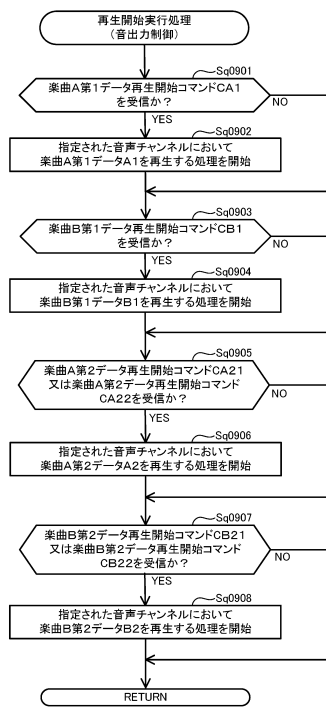 再生開始実行処理
(音出力制御)
Sq0901
楽曲A第1データ再生開始コマンドCA1
を受信か?
NO
YES
Sq0902
指定された音声チャンネルにおいて
楽曲A第1データA1を再生する処理を開始
Sq0903
楽曲B第1データ再生開始コマンドCB1
を受信か?
NO
YES
Sq0904
指定された音声チャンネルにおいて
楽曲B第1データB1を再生する処理を開始
Sq0905
楽曲A第2データ再生開始コマンドCA21
又は楽曲A第2データ再生開始コマンド
CA22を受信か?
NO
YES
Sq0906
指定された音声チャンネルにおいて
楽曲A第2データA2を再生する処理を開始
Sq0907
楽曲B第2データ再生開始コマンドCB21
又は楽曲B第2データ再生開始コマンド
CB22を受信か?
NO
YES
Sq0908
指定された音声チャンネルにおいて
楽曲B第2データB2を再生する処理を開始
RETURN